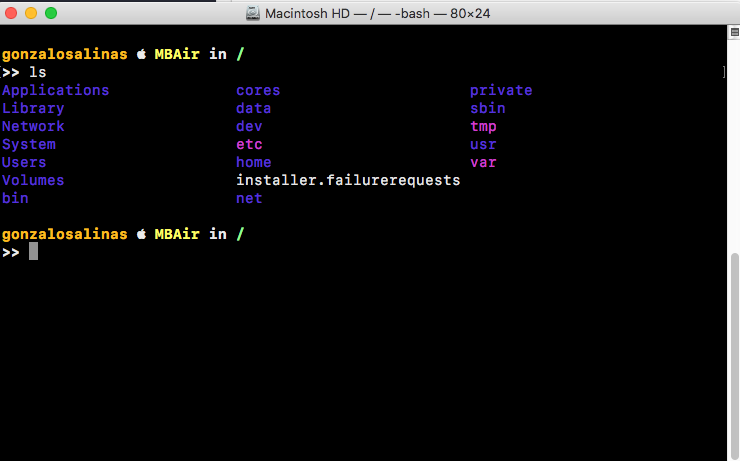 Macintosh HD — / — -bash — 80×24
gonzalosalinas  MBAir in /
>> ls
Applications cores private
Library data sbin
Network dev tmp
System etc usr
Users home var
Volumes installer.failurerequests
bin net
gonzalosalinas  MBAir in /
>>